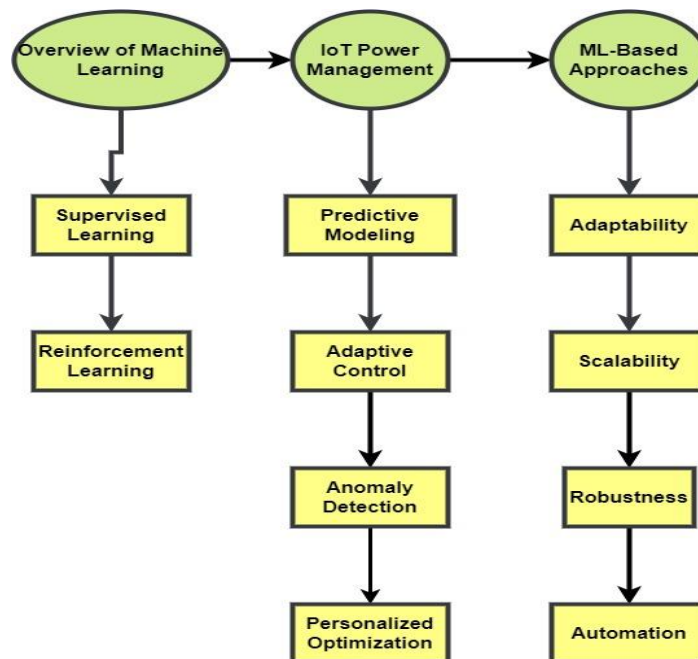 Overview of Machine
Learning
IoT Power
Management
ML-Based
Approaches
Supervised
Learning
Predictive
Modeling
Adaptability
Reinforcement
Learning
Adaptive
Control
Scalability
Anomaly
Detection
Robustness
Personalized
Optimization
Automation